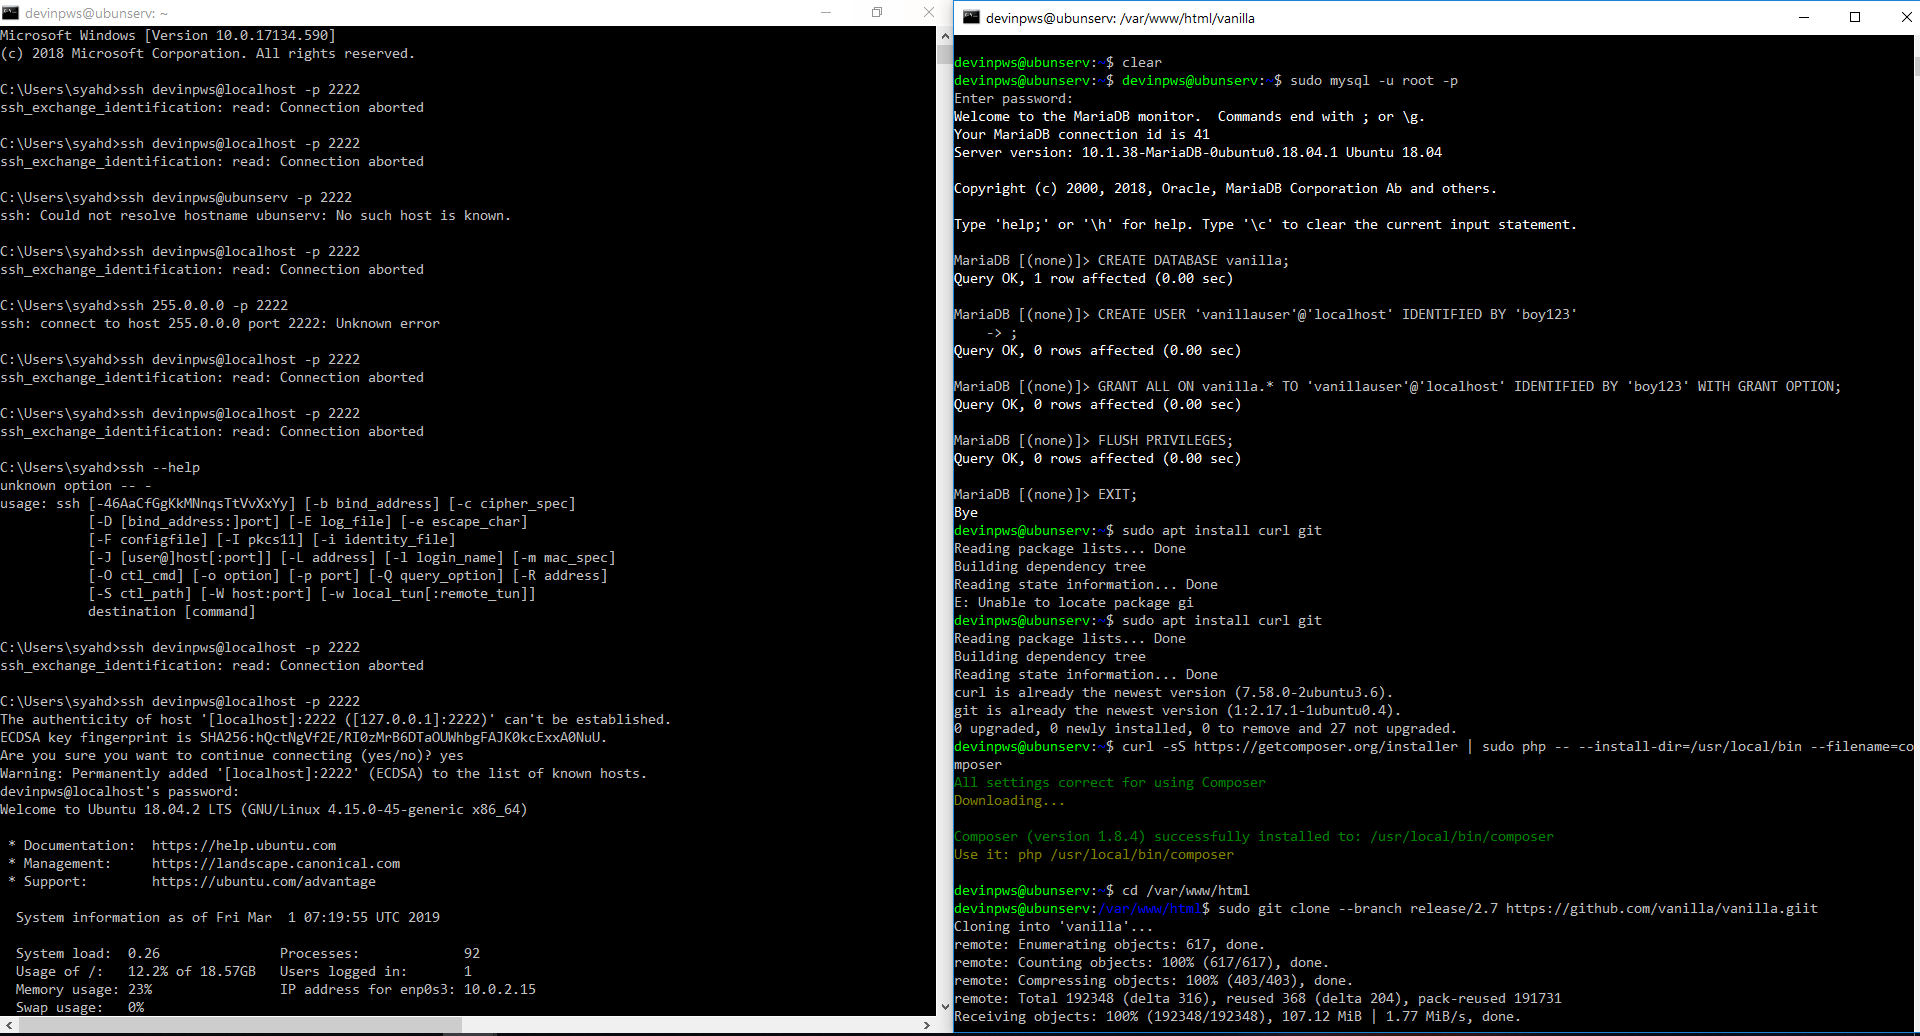 devinpws@ubunserv: ~
Microsoft Windows [Version 10.0.17134.590]
(c) 2018 Microsoft Corporation. All rights reserved.
C:\Users\syahd>ssh devinpws@localhost -p 2222
ssh_exchange_identification: read: Connection aborted
C:\Users\syahd>ssh devinpws@localhost -p 2222
ssh_exchange_identification: read: Connection aborted
C:\Users\syahd>ssh devinpws@ubunserv -p 2222
ssh: Could not resolve hostname ubunserv: No such host is known.
C:\Users\syahd>ssh devinpws@localhost -p 2222
ssh_exchange_identification: read: Connection aborted
C:\Users\syahd>ssh 255.0.0.0 -p 2222
ssh: connect to host 255.0.0.0 port 2222: Unknown error
C:\Users\syahd>ssh devinpws@localhost -p 2222
ssh_exchange_identification: read: Connection aborted
C:\Users\syahd>ssh devinpws@localhost -p 2222
ssh_exchange_identification: read: Connection aborted
C:\Users\syahd>ssh --help
unknown option -- -
usage: ssh [-46AaCfGgKkMNnqsTtVvXxYy] [-b bind_address] [-c cipher_spec]
[-D [bind_address:]port] [-E log_file] [-e escape_char]
[-F configfile] [-I pkcs11] [-i identity_file]
[-J [user@]host[:port]] [-L address] [-l login_name] [-m mac_spec]
[-O ctl_cmd] [-o option] [-p port] [-Q query_option] [-R address]
[-S ctl_path] [-W host:port] [-w local_tun[:remote_tun]]
destination [command]
C:\Users\syahd>ssh devinpws@localhost -p 2222
ssh_exchange_identification: read: Connection aborted
C:\Users\syahd>ssh devinpws@localhost -p 2222
The authenticity of host '[localhost]:2222 ([127.0.0.1]:2222)' can't be established.
ECDSA key fingerprint is SHA256:hQctNgVf2E/RI0zMrB6DTaOUWhbgFAJK0kcExxA0NuU.
Are you sure you want to continue connecting (yes/no)? yes
Warning: Permanently added '[localhost]:2222' (ECDSA) to the list of known hosts.
devinpws@localhost's password:
Welcome to Ubuntu 18.04.2 LTS (GNU/Linux 4.15.0-45-generic x86_64)
* Documentation:  https://help.ubuntu.com
* Management:     https://landscape.canonical.com
* Support:        https://ubuntu.com/advantage
System information as of Fri Mar  1 07:19:55 UTC 2019
System load:  0.26               Processes:             92
Usage of /:   12.2% of 18.57GB   Users logged in:       1
Memory usage: 23%                IP address for enp0s3: 10.0.2.15
Swap usage:   0%
devinpws@ubunserv: /var/www/html/vanilla
devinpws@ubunserv:~$ clear
devinpws@ubunserv:~$ devinpws@ubunserv:~$ sudo mysql -u root -p
Enter password:
Welcome to the MariaDB monitor.  Commands end with ; or \g.
Your MariaDB connection id is 41
Server version: 10.1.38-MariaDB-0ubuntu0.18.04.1 Ubuntu 18.04
Copyright (c) 2000, 2018, Oracle, MariaDB Corporation Ab and others.
Type 'help;' or '\h' for help. Type '\c' to clear the current input statement.
MariaDB [(none)]> CREATE DATABASE vanilla;
Query OK, 1 row affected (0.00 sec)
MariaDB [(none)]> CREATE USER 'vanillauser'@'localhost' IDENTIFIED BY 'boy123'
-> ;
Query OK, 0 rows affected (0.00 sec)
MariaDB [(none)]> GRANT ALL ON vanilla.* TO 'vanillauser'@'localhost' IDENTIFIED BY 'boy123' WITH GRANT OPTION;
Query OK, 0 rows affected (0.00 sec)
MariaDB [(none)]> FLUSH PRIVILEGES;
Query OK, 0 rows affected (0.00 sec)
MariaDB [(none)]> EXIT;
Bye
devinpws@ubunserv:~$ sudo apt install curl git
Reading package lists... Done
Building dependency tree
Reading state information... Done
E: Unable to locate package gi
devinpws@ubunserv:~$ sudo apt install curl git
Reading package lists... Done
Building dependency tree
Reading state information... Done
curl is already the newest version (7.58.0-2ubuntu3.6).
git is already the newest version (1:2.17.1-1ubuntu0.4).
0 upgraded, 0 newly installed, 0 to remove and 27 not upgraded.
devinpws@ubunserv:~$ curl -sS https://getcomposer.org/installer | sudo php -- --install-dir=/usr/local/bin --filename=co
mposer
All settings correct for using Composer
Downloading...
Composer (version 1.8.4) successfully installed to: /usr/local/bin/composer
Use it: php /usr/local/bin/composer
devinpws@ubunserv:~$ cd /var/www/html
devinpws@ubunserv:/var/www/html$ sudo git clone --branch release/2.7 https://github.com/vanilla/vanilla.giit
Cloning into 'vanilla'...
remote: Enumerating objects: 617, done.
remote: Counting objects: 100% (617/617), done.
remote: Compressing objects: 100% (403/403), done.
remote: Total 192348 (delta 316), reused 368 (delta 204), pack-reused 191731
Receiving objects: 100% (192348/192348), 107.12 MiB | 1.77 MiB/s, done.